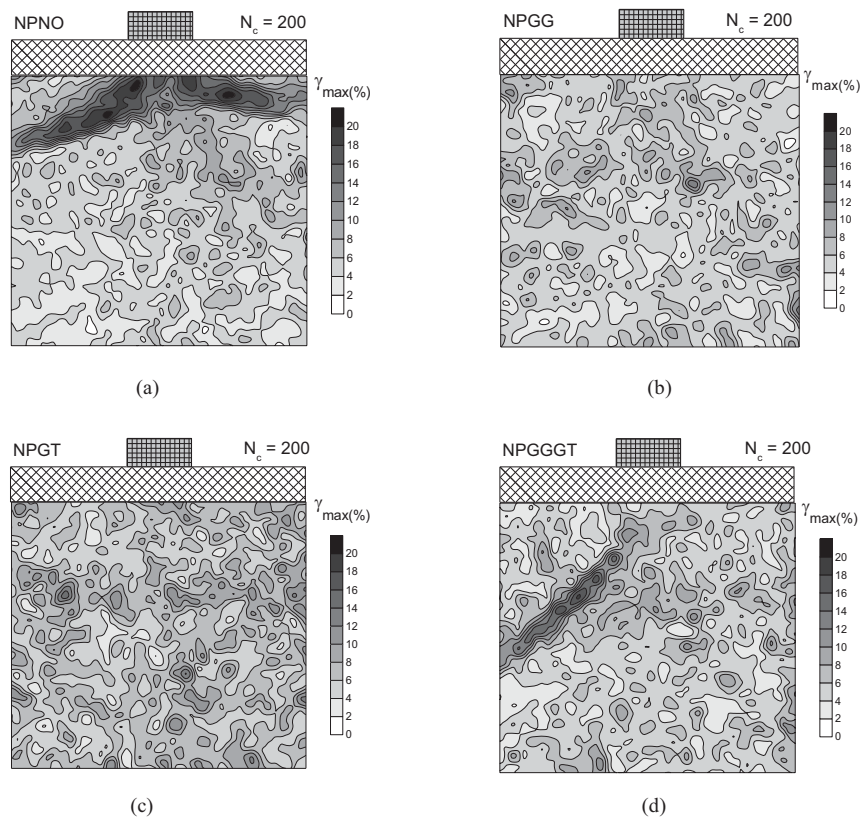 NPNO
N_c = 200
γ_max(%)
20
18
16
14
12
10
8
6
4
2
0
(a)
NPGG
N_c = 200
γ_max(%)
20
18
16
14
12
10
8
6
4
2
0
(b)
NPGT
N_c = 200
γ_max(%)
20
18
16
14
12
10
8
6
4
2
0
(c)
NPGGGT
N_c = 200
γ_max(%)
20
18
16
14
12
10
8
6
4
2
0
(d)